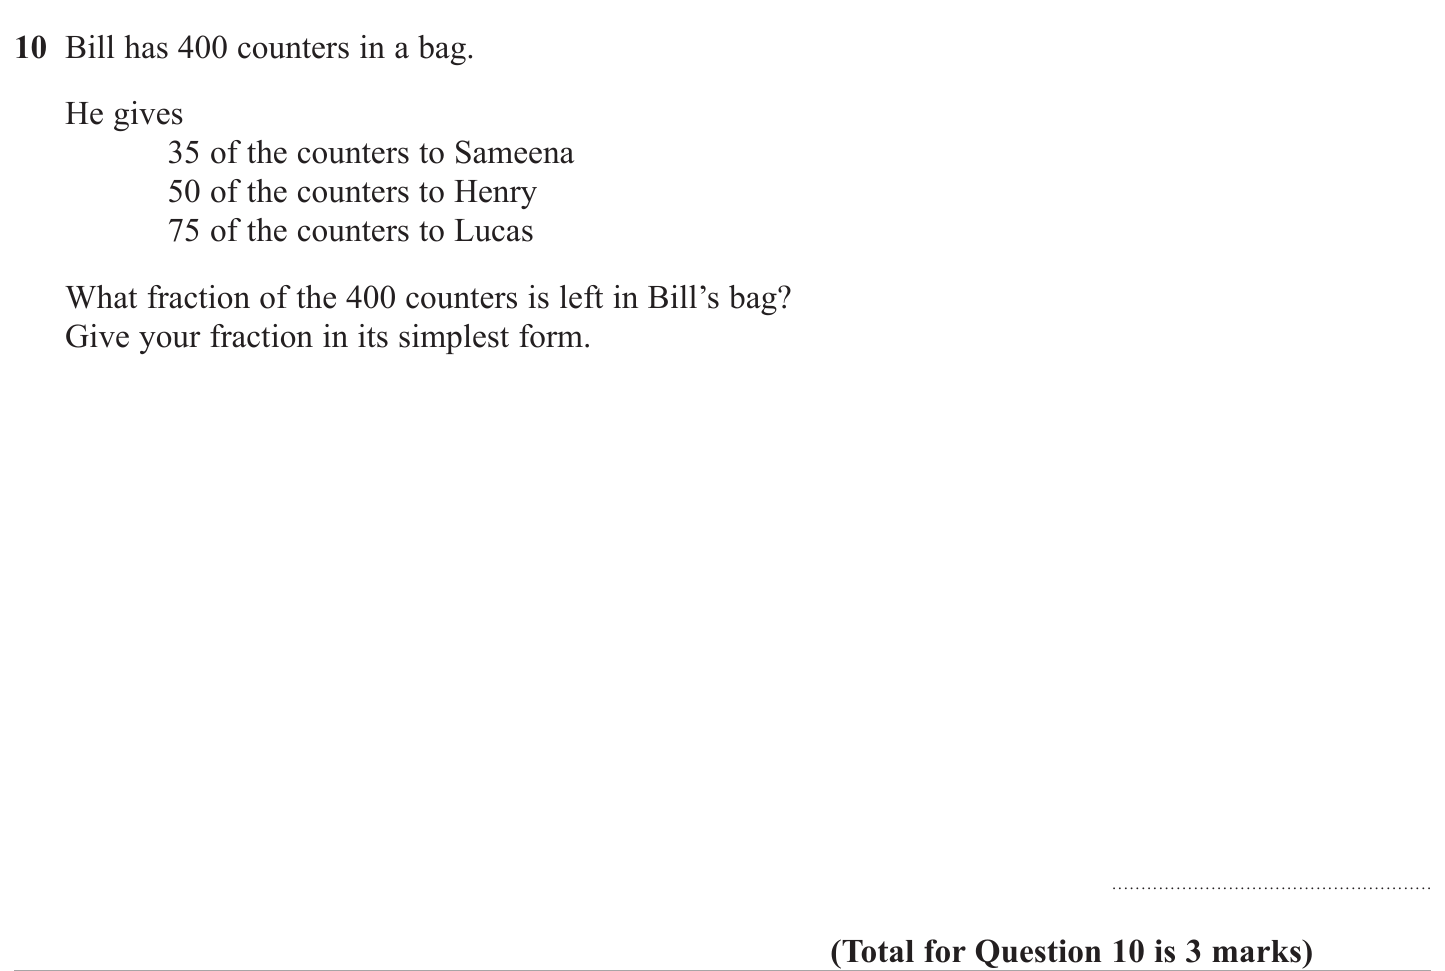 10 Bill has 400 counters in a bag.
He gives
35 of the counters to Sameena
50 of the counters to Henry
75 of the counters to Lucas
What fraction of the 400 counters is left in Bill’s bag?
Give your fraction in its simplest form.
(Total for Question 10 is 3 marks)